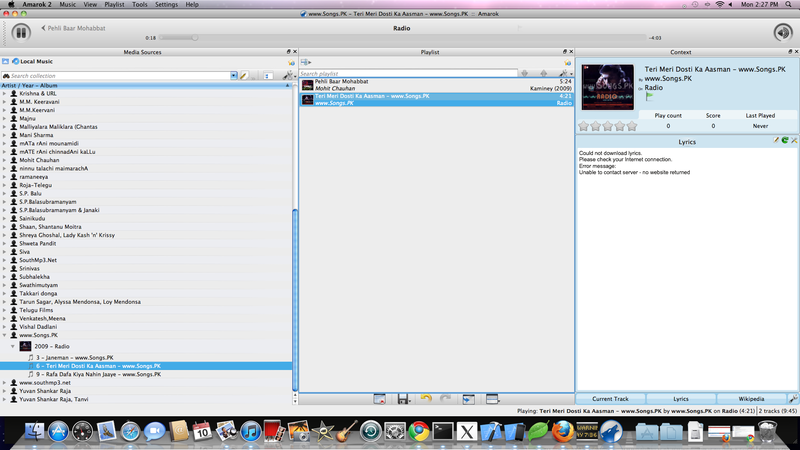 Amarok 2 Music View Playlist Tools Settings Help
Mon 2:27 PM
www.Songs.PK - Teri Meri Dosti Ka Aasman - www.Songs.PK :: Amarok
Pehli Baar Mohabbat
Radio
0:18
-4:03
Media Sources
Playlist
Context
Local Music
Search collection
Artist / Year - Album
Krishna & URL
M.M. Keeravani
M.M.Keervani
Majnu
Malliyalara Maliklara (Ghantas
Mani Sharma
mATa rAni mounamidi
mATE rAni chinnadAni kaLLu
Mohit Chauhan
ninnu talachi maimarachA
ramaneeya
Roja-Telegu
S.P. Balu
S.P.Balasubramanyam
S.P.Balasubramanyam & Janaki
Sainikudu
Shaan, Shantanu Moitra
Shreya Ghoshal, Lady Kash 'n' Krissy
Shweta Pandit
Siva
SouthMp3.Net
Srinivas
Subhalekha
Swathimutyam
Takkari donga
Tarun Sagar, Alyssa Mendonsa, Loy Mendonsa
Telugu Films
Venkatesh,Meena
Vishal Dadlani
www.Songs.PK
2009 - Radio
3 - Janeman - www.Songs.PK
6 - Teri Meri Dosti Ka Aasman - www.Songs.PK
9 - Rafa Dafa Kiya Nahin Jaaye - www.Songs.PK
www.southmp3.net
Yuvan Shankar Raja
Yuvan Shankar Raja, Tanvi
Search playlist
Pehli Baar Mohabbat 5:24
Mohit Chauhan Kaminey (2009)
Teri Meri Dosti Ka Aasman - www.Songs.PK 4:21
www.Songs.PK Radio
Teri Meri Dosti Ka Aasman - www.Songs.PK
By www.Songs.PK
On Radio
Play count Score Last Played
0 0 Never
Lyrics
Could not download lyrics.
Please check your Internet connection.
Error message:
Unable to contact server - no website returned
Current Track Lyrics Wikipedia
Playing: Teri Meri Dosti Ka Aasman - www.Songs.PK by www.Songs.PK on Radio (4:21) 2 tracks (9:45)
10